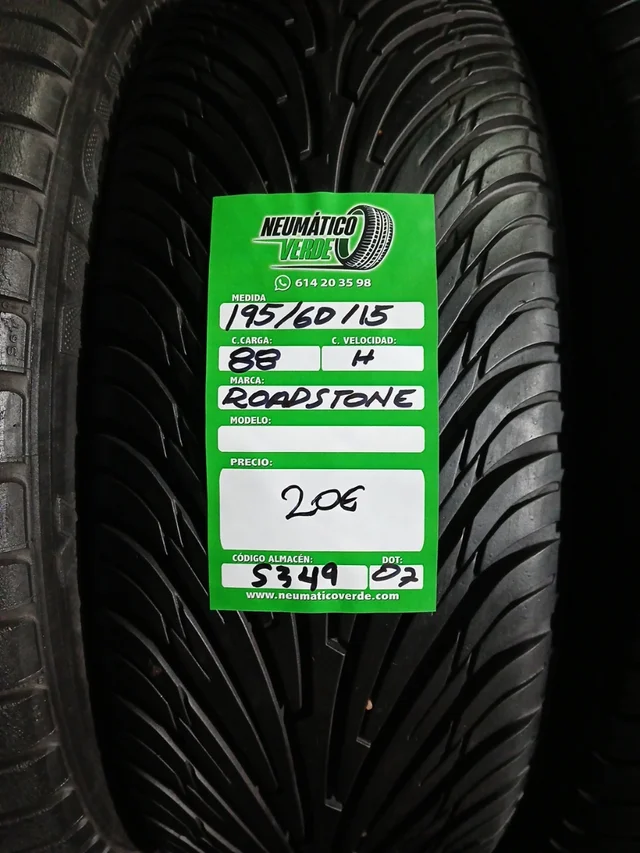 NEUMÁTICO
VERDE
614 20 35 98
MEDIDA
195/60/15
C.CARGA: C. VELOCIDAD:
88 H
MARCA:
ROADSTONE
MODELO:
PRECIO:
20€
CÓDIGO ALMACÉN: DOT:
S349 07
www.neumaticoverde.com